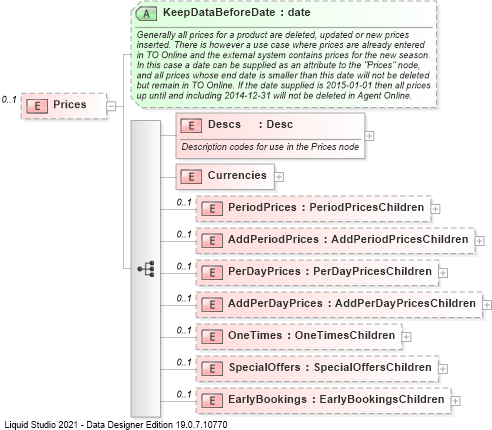 A KeepDataBeforeDate : date
Generally all prices for a product are deleted, updated or new prices
inserted. There is however a use case where prices are already entered
in TO Online and the external system contains prices for the new season.
In this case a date can be supplied as an attribute to the "Prices" node,
and all prices whose end date is smaller than this date will not be deleted
but remain in TO Online. If the date supplied is 2015-01-01 then all prices
up until and including 2014-12-31 will not be deleted in Agent Online.
0..1 E Prices
E Descs : Desc
Description codes for use in the Prices node
E Currencies
0..1 E PeriodPrices : PeriodPricesChildren
0..1 E AddPeriodPrices : AddPeriodPricesChildren
0..1 E PerDayPrices : PerDayPricesChildren
0..1 E AddPerDayPrices : AddPerDayPricesChildren
0..1 E OneTimes : OneTimesChildren
0..1 E SpecialOffers : SpecialOffersChildren
0..1 E EarlyBookings : EarlyBookingsChildren
Liquid Studio 2021 - Data Designer Edition 19.0.7.10770